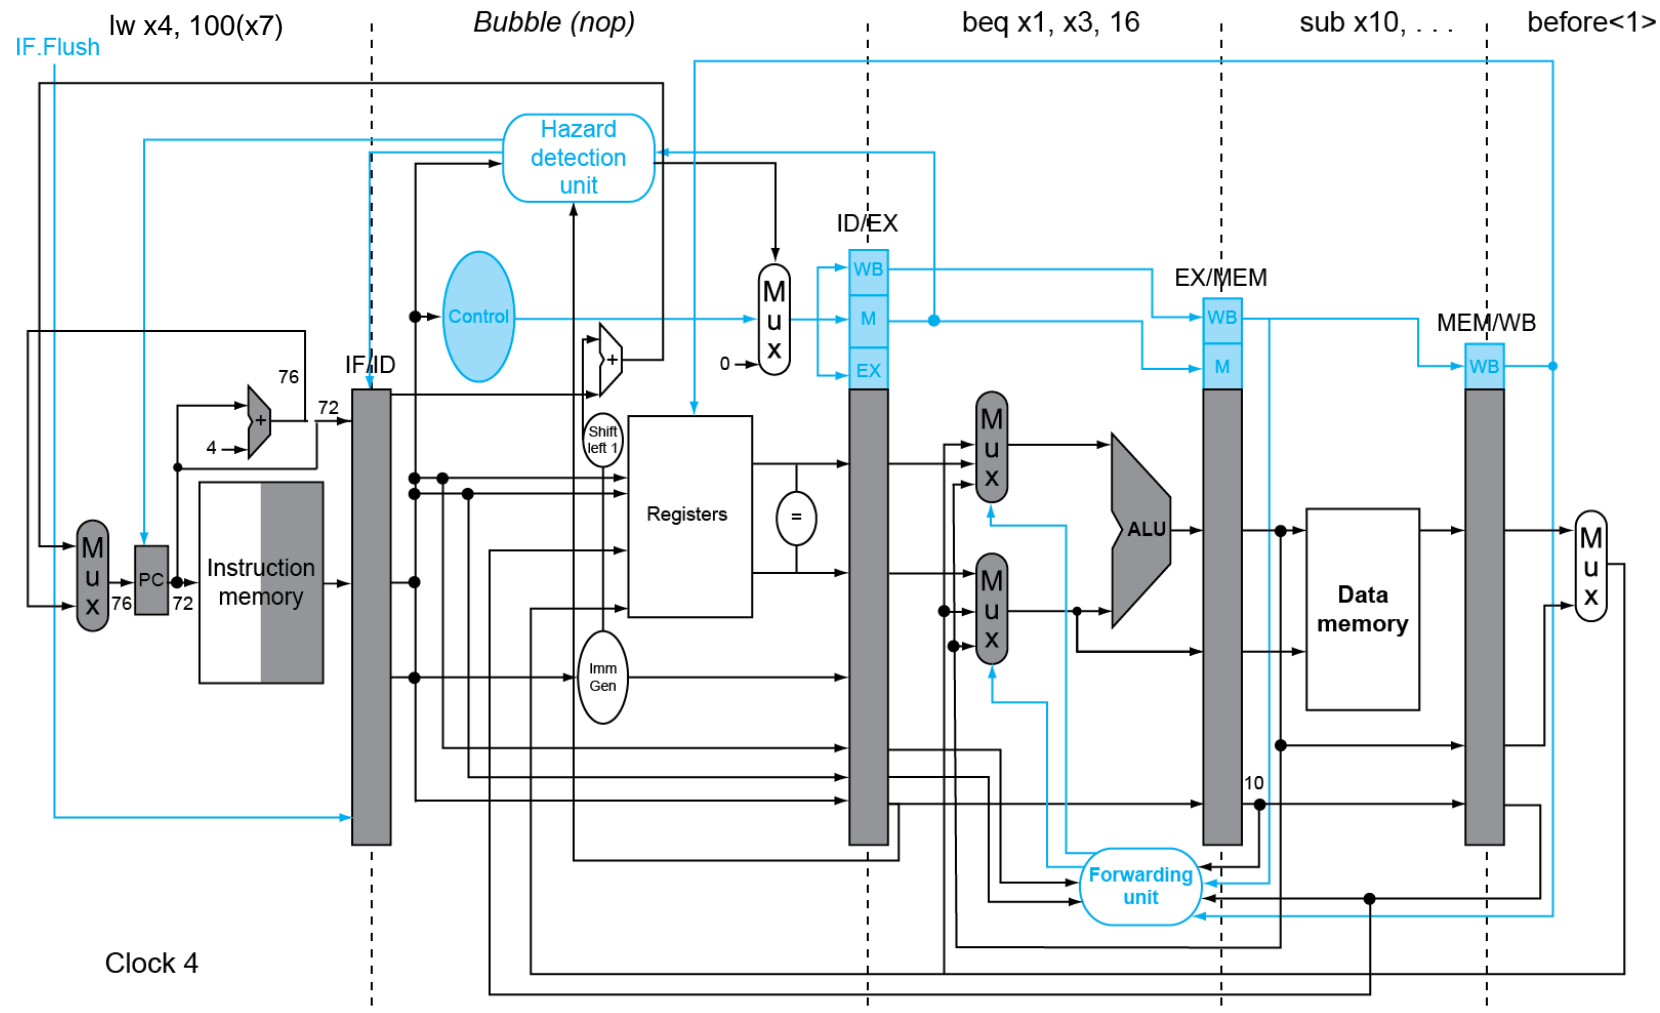 lw x4, 100(x7)
Bubble (nop)
beq x1, x3, 16
sub x10, . . .
before<1>
IF.Flush
Hazard
detection
unit
ID/EX
WB
M
EX
EX/MEM
WB
M
MEM/WB
WB
Control
M
u
x
0
+
IF/ID
76
72
+
4
Shift
left 1
Registers
=
M
u
x
M
u
x
76
PC
72
Instruction
memory
M
u
x
ALU
Data
memory
M
u
x
Imm
Gen
10
Forwarding
unit
Clock 4